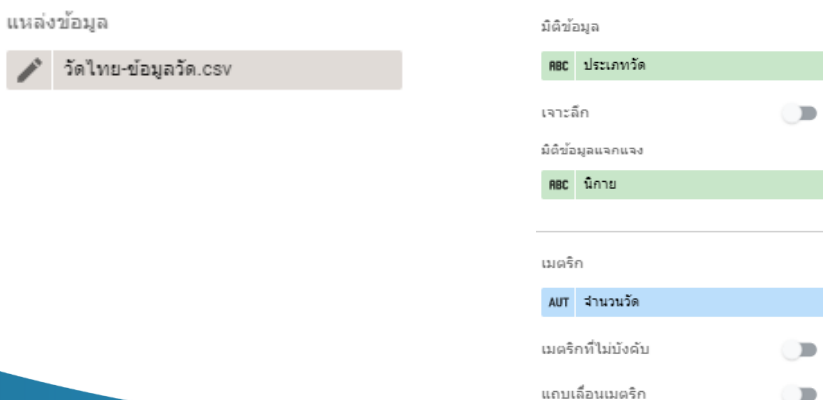 แหล่งข้อมูล
วัดไทย-ข้อมูลวัด.csv
มิติข้อมูล
ABC ประเภทวัด
เจาะลึก
มิติข้อมูลแจกแจง
ABC นิกาย
เมตริก
AUT จำนวนวัด
เมตริกที่ไม่บังคับ
แถบเลื่อนเมตริก